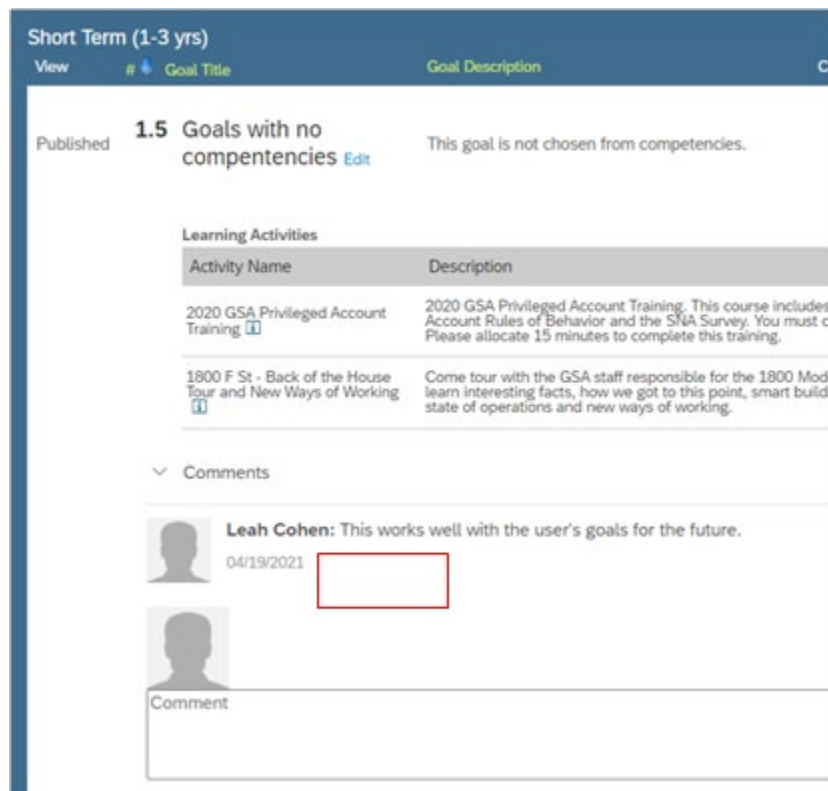 Short Term (1-3 yrs)
View # Goal Title Goal Description C
Published 1.5 Goals with no
compentencies Edit
This goal is not chosen from competencies.
Learning Activities
Activity Name Description
2020 GSA Privileged Account
Training
2020 GSA Privileged Account Training. This course includes
Account Rules of Behavior and the SNA Survey. You must c
Please allocate 15 minutes to complete this training.
1800 F St - Back of the House
Tour and New Ways of Working
Come tour with the GSA staff responsible for the 1800 Mod
learn interesting facts, how we got to this point, smart build
state of operations and new ways of working.
Comments
Leah Cohen: This works well with the user's goals for the future.
04/19/2021
Comment